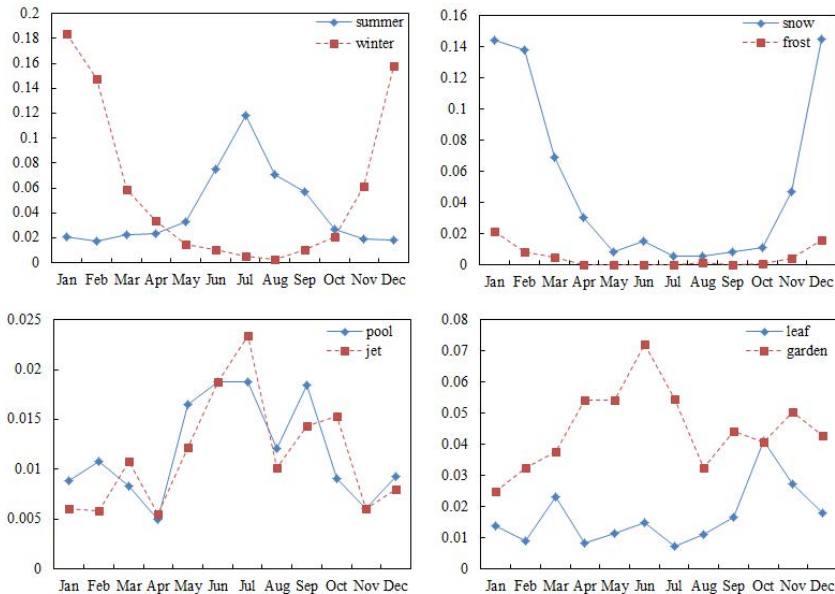 0.2
0.18
0.16
0.14
0.12
0.1
0.08
0.06
0.04
0.02
0
summer
winter
Jan Feb Mar Apr May Jun Jul Aug Sep Oct Nov Dec
0.16
0.14
0.12
0.1
0.08
0.06
0.04
0.02
0
snow
frost
Jan Feb Mar Apr May Jun Jul Aug Sep Oct Nov Dec
0.025
0.02
0.015
0.01
0.005
0
pool
jet
Jan Feb Mar Apr May Jun Jul Aug Sep Oct Nov Dec
0.08
0.07
0.06
0.05
0.04
0.03
0.02
0.01
0
leaf
garden
Jan Feb Mar Apr May Jun Jul Aug Sep Oct Nov Dec